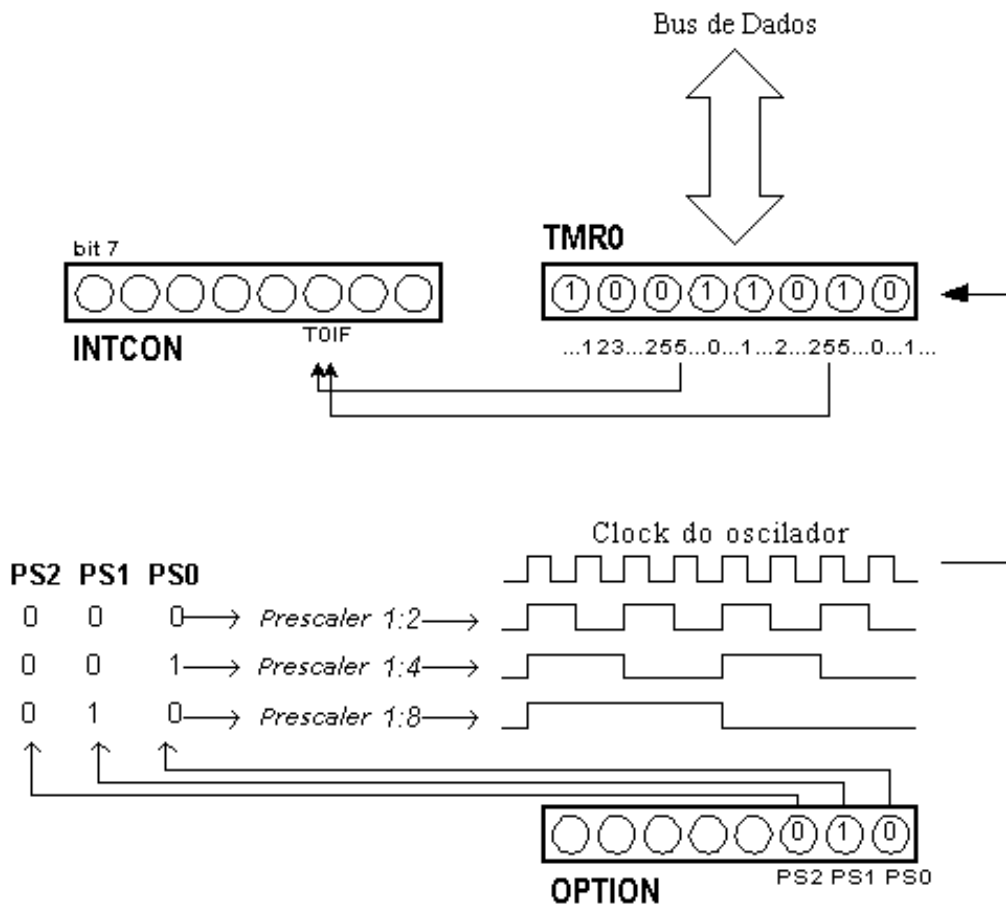 Bus de Dados
bit 7
TMR0
1 0 0 1 1 0 1 0
INTCON
T0IF
...123...255...0...1...2...255...0...1...
Clock do oscilador
PS2 PS1 PS0
0 0 0 Prescaler 1:2
0 0 1 Prescaler 1:4
0 1 0 Prescaler 1:8
0 1 0
PS2 PS1 PS0
OPTION